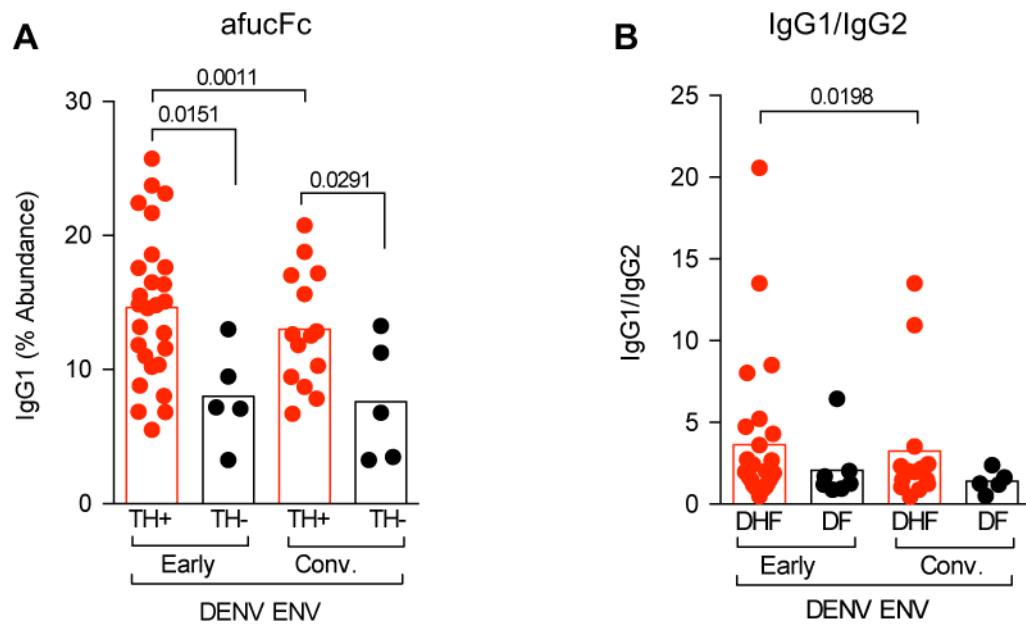 A
afucFc
0.0011
0.0151
0.0291
30
20
10
0
IgG1 (% Abundance)
TH+ TH- TH+ TH-
Early Conv.
DENV ENV
B
IgG1/IgG2
0.0198
25
20
15
10
5
0
IgG1/IgG2
DHF DF DHF DF
Early Conv.
DENV ENV